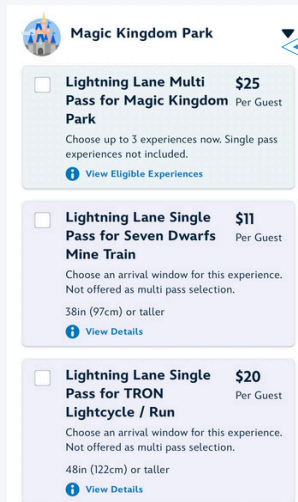 Magic Kingdom Park
Lightning Lane Multi $25
Pass for Magic Kingdom Per Guest
Park
Choose up to 3 experiences now. Single pass
experiences not included.
View Eligible Experiences
Lightning Lane Single $11
Pass for Seven Dwarfs Per Guest
Mine Train
Choose an arrival window for this experience.
Not offered as multi pass selection.
38in (97cm) or taller
View Details
Lightning Lane Single $20
Pass for TRON Per Guest
Lightcycle / Run
Choose an arrival window for this experience.
Not offered as multi pass selection.
48in (122cm) or taller
View Details